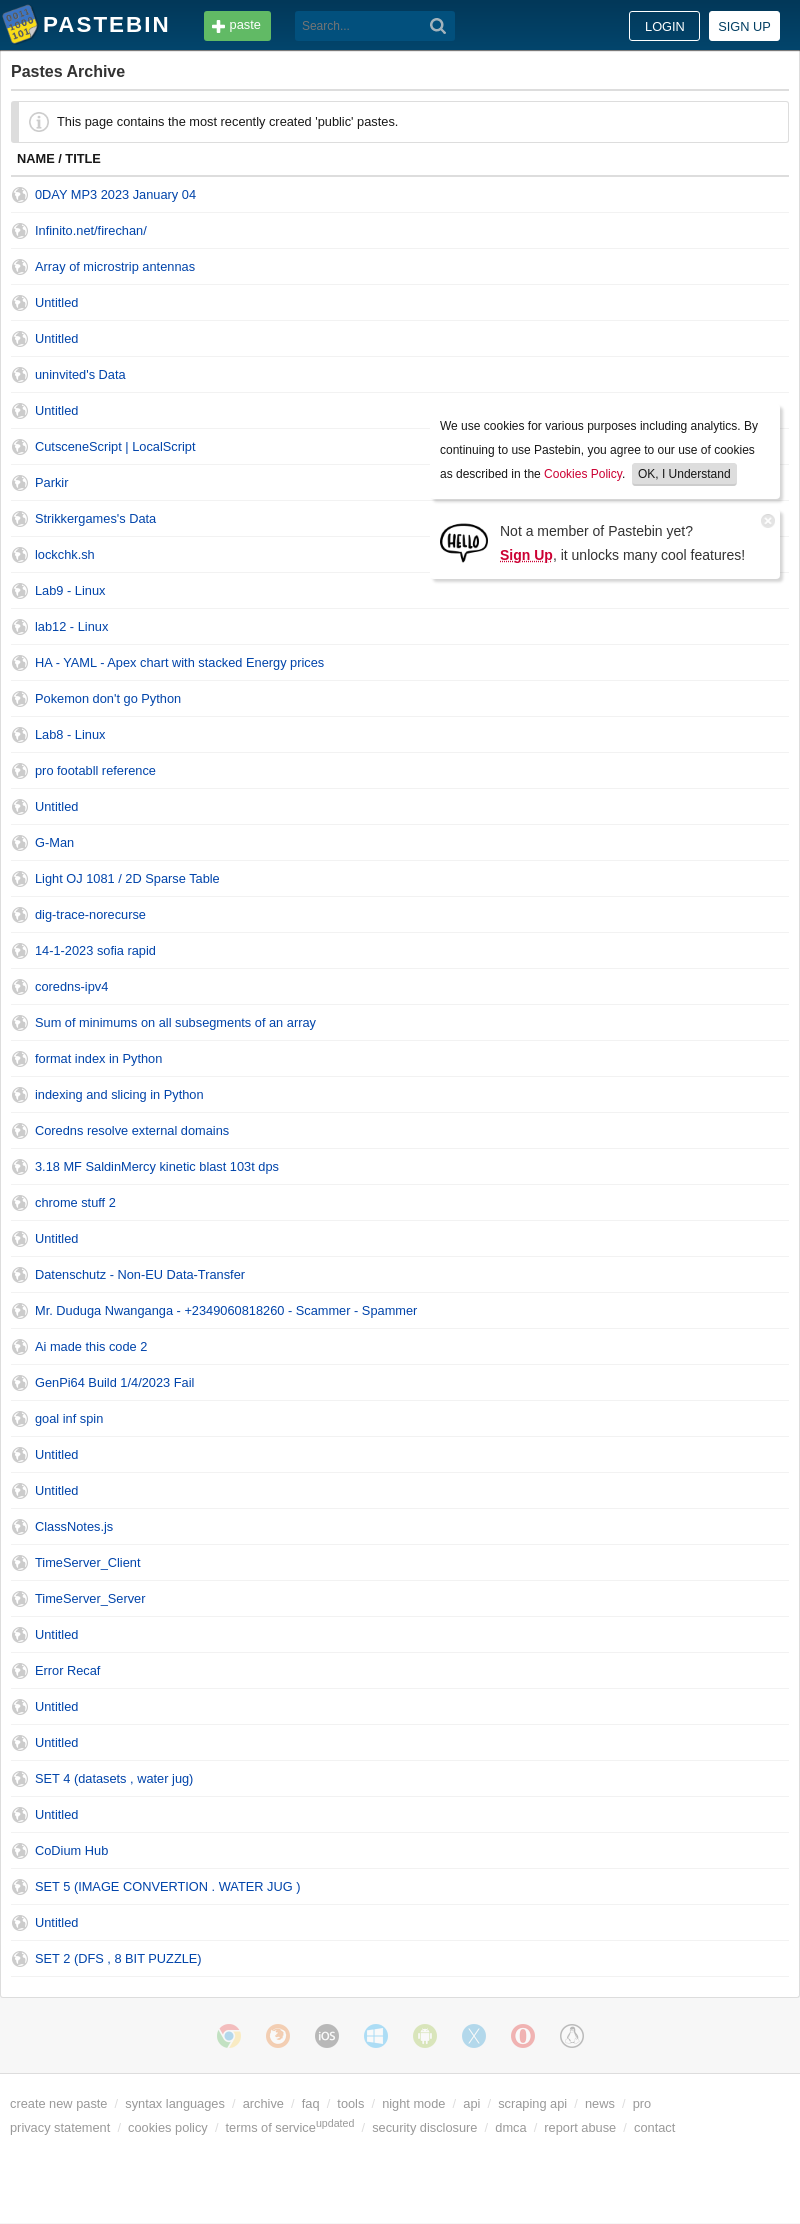 PASTEBIN paste Search... LOGIN SIGN UP
Pastes Archive
This page contains the most recently created 'public' pastes.
NAME / TITLE
0DAY MP3 2023 January 04
Infinito.net/firechan/
Array of microstrip antennas
Untitled
Untitled
uninvited's Data
Untitled
CutsceneScript | LocalScript
Parkir
Strikkergames's Data
lockchk.sh
We use cookies for various purposes including analytics. By
continuing to use Pastebin, you agree to our use of cookies
as described in the Cookies Policy. OK, I Understand
Not a member of Pastebin yet?
HELLO
Sign Up, it unlocks many cool features!
Lab9 - Linux
lab12 - Linux
HA - YAML - Apex chart with stacked Energy prices
Pokemon don't go Python
Lab8 - Linux
pro footabll reference
Untitled
G-Man
Light OJ 1081 / 2D Sparse Table
dig-trace-norecurse
14-1-2023 sofia rapid
coredns-ipv4
Sum of minimums on all subsegments of an array
format index in Python
indexing and slicing in Python
Coredns resolve external domains
3.18 MF SaldinMercy kinetic blast 103t dps
chrome stuff 2
Untitled
Datenschutz - Non-EU Data-Transfer
Mr. Duduga Nwanganga - +2349060818260 - Scammer - Spammer
Ai made this code 2
GenPi64 Build 1/4/2023 Fail
goal inf spin
Untitled
Untitled
ClassNotes.js
TimeServer_Client
TimeServer_Server
Untitled
Error Recaf
Untitled
Untitled
SET 4 (datasets , water jug)
Untitled
CoDium Hub
SET 5 (IMAGE CONVERTION . WATER JUG )
Untitled
SET 2 (DFS , 8 BIT PUZZLE)
iOS
create new paste / syntax languages / archive / faq / tools / night mode / api / scraping api / news / pro
privacy statement / cookies policy / terms of serviceupdated / security disclosure / dmca / report abuse / contact